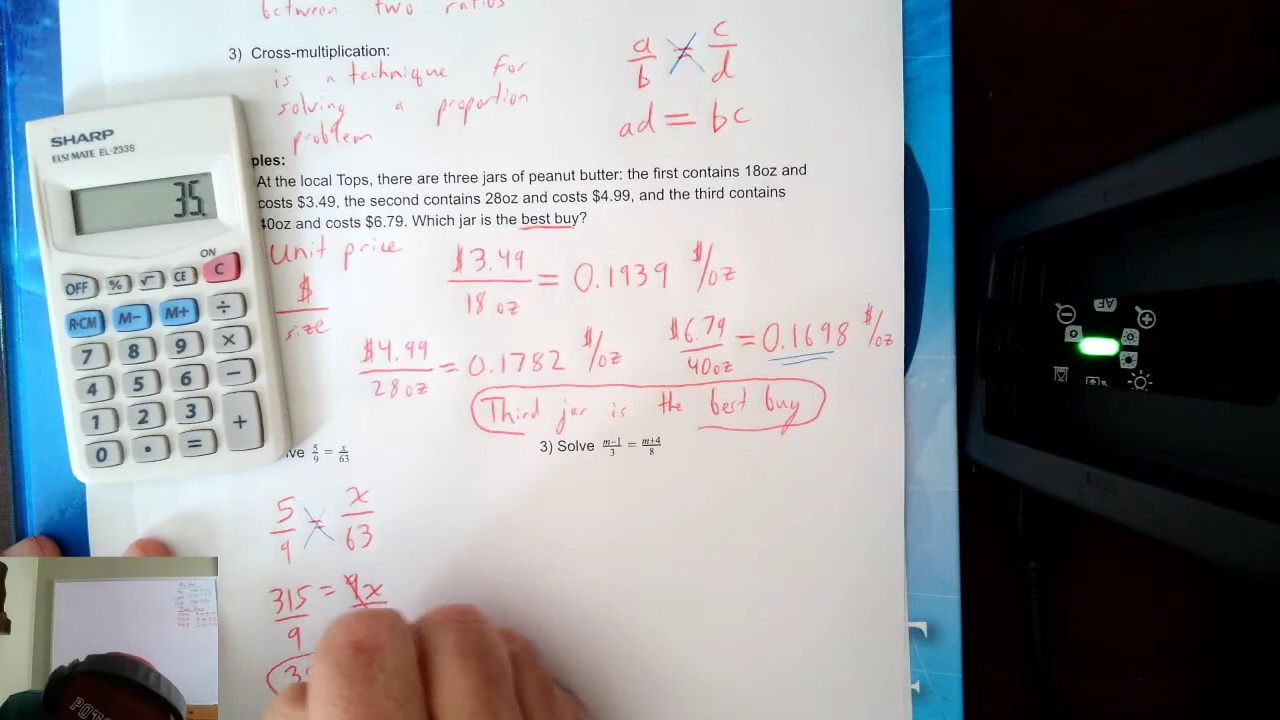 between two ratios
3) Cross-multiplication:
is a technique for
solving a proportion
problem
a/b = c/d
ad = bc
SHARP
ELSI MATE EL-233S
35.
ON
OFF % √ CE C
R·CM M− M+ ÷
7 8 9 ×
4 5 6 −
1 2 3 +
0 . =
ples:
At the local Tops, there are three jars of peanut butter: the first contains 18oz and
costs $3.49, the second contains 28oz and costs $4.99, and the third contains
40oz and costs $6.79. Which jar is the best buy?
Unit price
$/size
$3.49/18 oz = 0.1939 $/oz
$4.99/28 oz = 0.1782 $/oz
$6.79/40oz = 0.1698 $/oz
Third jar is the best buy
lve 5/9 = x/63
3) Solve m−1/3 = m+4/8
5/9 = x/63
315/9 = 9x
AF